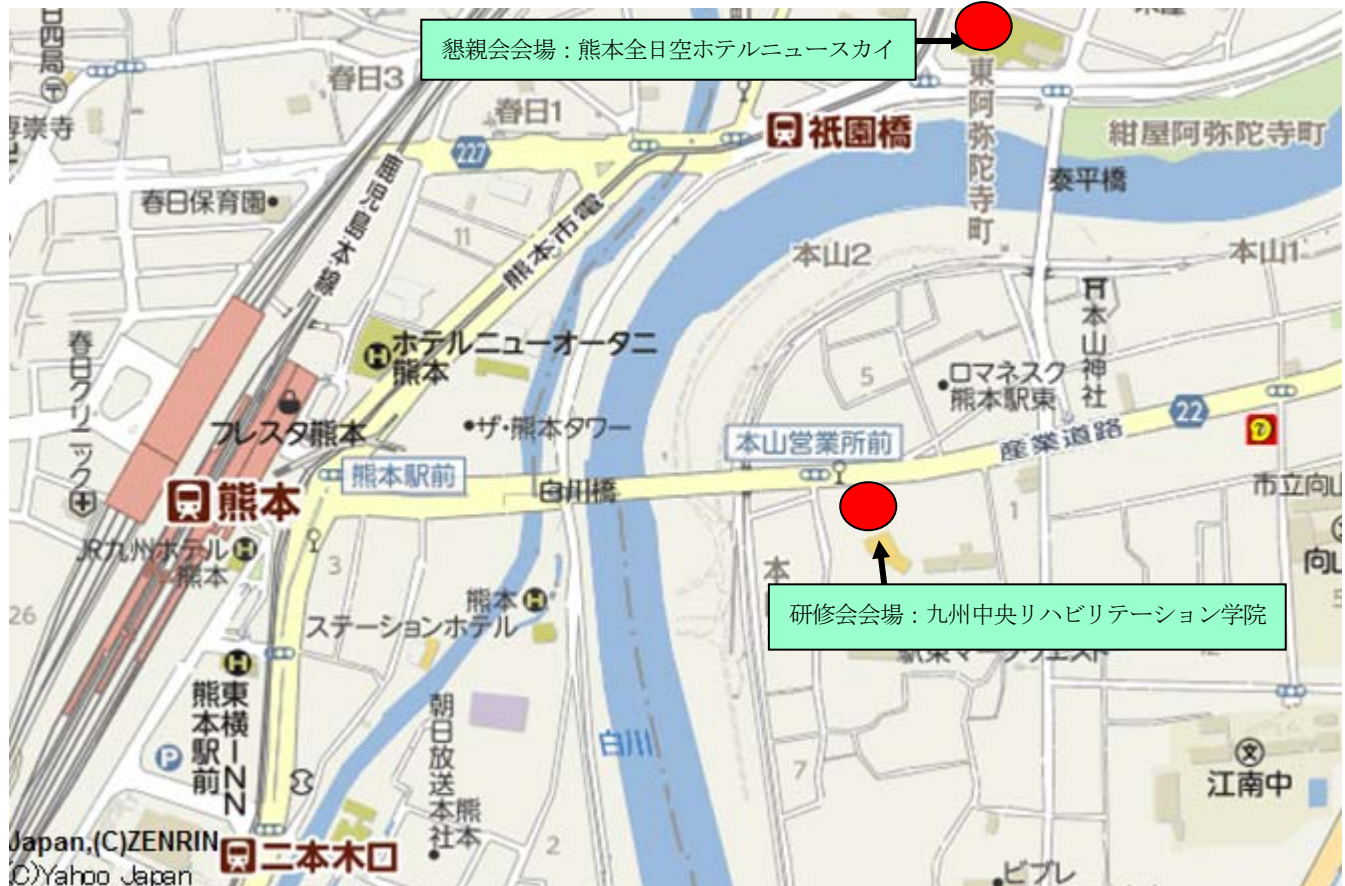 懇親会会場：熊本全日空ホテルニュースカイ
日四局
春日3
春日1
東阿弥陀寺町
祇園橋
紺屋阿弥陀寺町
227
泰平橋
春日保育園
鹿児島本線
熊本市電
11
本山2
本山1
本山神社
ホテルニューオータニ
熊本
5
ロマネスク
熊本駅東
春日クリニック
フレスタ熊本
ザ・熊本タワー
本山営業所前
産業道路
22
熊本駅前
白川橋
熊本
市立向山
JR九州ホテル
熊本
3
1
向山
26
熊本
ステーションホテル
研修会会場：九州中央リハビリテーション学院
東横INN
熊本駅前
P
朝日放送
熊本
本社
白川
7
江南中
Japan,(C)ZENRIN
二本木口
2
(C)Yahoo Japan
ビブレ